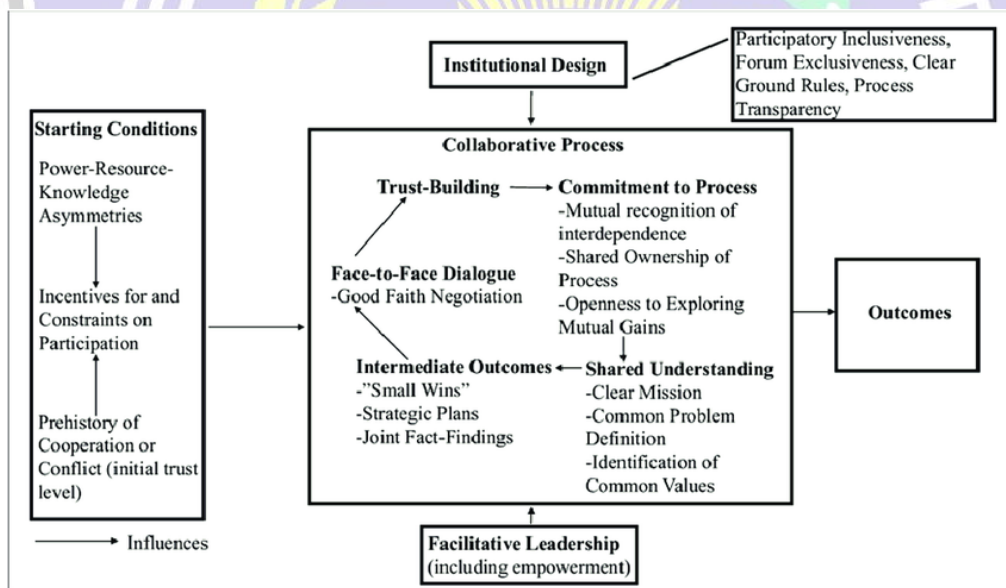 Institutional Design
Participatory Inclusiveness,
Forum Exclusiveness, Clear
Ground Rules, Process
Transparency
Starting Conditions
Power-Resource-
Knowledge
Asymmetries
Incentives for and
Constraints on
Participation
Prehistory of
Cooperation or
Conflict (initial trust
level)
Influences
Collaborative Process
Trust-Building
Commitment to Process
-Mutual recognition of
interdependence
-Shared Ownership of
Process
-Openness to Exploring
Mutual Gains
Face-to-Face Dialogue
-Good Faith Negotiation
Intermediate Outcomes
-"Small Wins"
-Strategic Plans
-Joint Fact-Findings
Shared Understanding
-Clear Mission
-Common Problem
Definition
-Identification of
Common Values
Outcomes
Facilitative Leadership
(including empowerment)